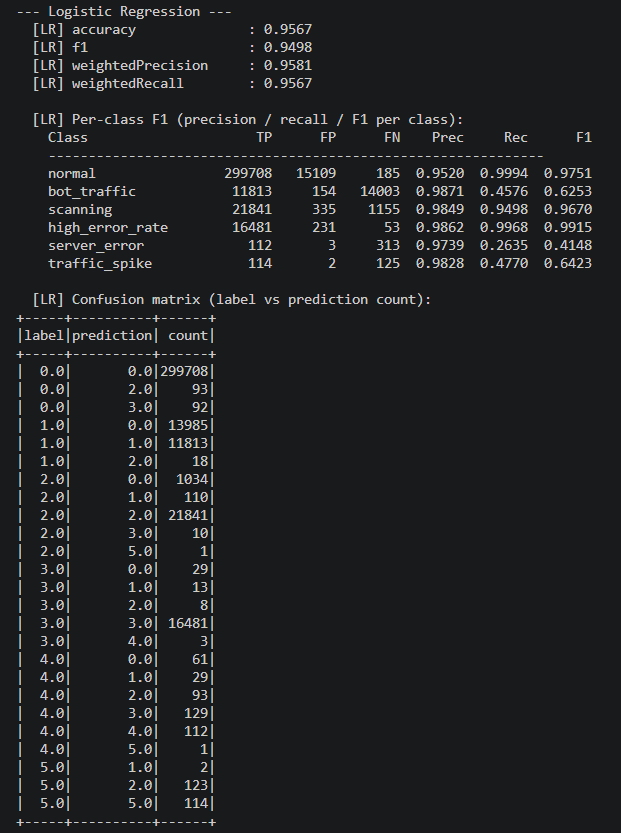 --- Logistic Regression ---
[LR] accuracy : 0.9567
[LR] f1 : 0.9498
[LR] weightedPrecision : 0.9581
[LR] weightedRecall : 0.9567
[LR] Per-class F1 (precision / recall / F1 per class):
Class TP FP FN Prec Rec F1
--------------------------------------------------------------
normal 299708 15109 185 0.9520 0.9994 0.9751
bot_traffic 11813 154 14003 0.9871 0.4576 0.6253
scanning 21841 335 1155 0.9849 0.9498 0.9670
high_error_rate 16481 231 53 0.9862 0.9968 0.9915
server_error 112 3 313 0.9739 0.2635 0.4148
traffic_spike 114 2 125 0.9828 0.4770 0.6423
[LR] Confusion matrix (label vs prediction count):
+-----+----------+------+
|label|prediction| count|
+-----+----------+------+
|  0.0|       0.0|299708|
|  0.0|       2.0|    93|
|  0.0|       3.0|    92|
|  1.0|       0.0| 13985|
|  1.0|       1.0| 11813|
|  1.0|       2.0|    18|
|  2.0|       0.0|  1034|
|  2.0|       1.0|   110|
|  2.0|       2.0| 21841|
|  2.0|       3.0|    10|
|  2.0|       5.0|     1|
|  3.0|       0.0|    29|
|  3.0|       1.0|    13|
|  3.0|       2.0|     8|
|  3.0|       3.0| 16481|
|  3.0|       4.0|     3|
|  4.0|       0.0|    61|
|  4.0|       1.0|    29|
|  4.0|       2.0|    93|
|  4.0|       3.0|   129|
|  4.0|       4.0|   112|
|  4.0|       5.0|     1|
|  5.0|       1.0|     2|
|  5.0|       2.0|   123|
|  5.0|       5.0|   114|
+-----+----------+------+